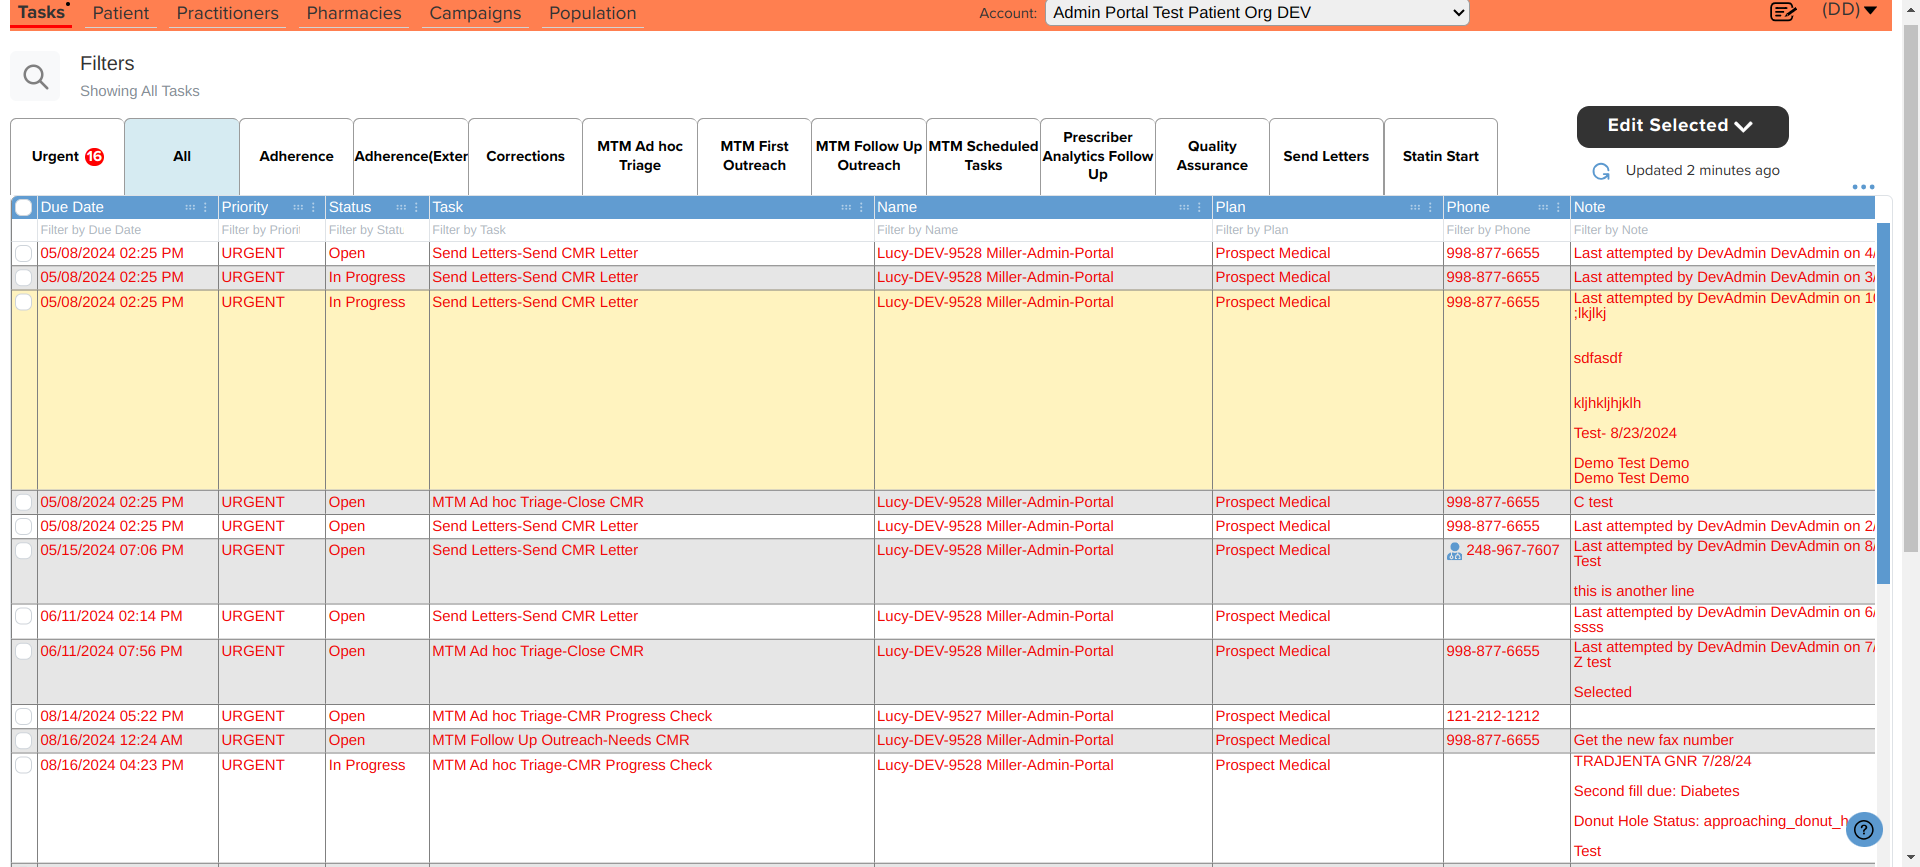 Tasks Patient Practitioners Pharmacies Campaigns Population Account: Admin Portal Test Patient Org DEV (DD)
Filters
Showing All Tasks
Urgent 16 All Adherence Adherence(Exter Corrections MTM Ad hoc Triage MTM First Outreach MTM Follow Up Outreach MTM Scheduled Tasks Prescriber Analytics Follow Up Quality Assurance Send Letters Statin Start
Edit Selected
Updated 2 minutes ago
Due Date Priority Status Task Name Plan Phone Note
Filter by Due Date Filter by Priorit Filter by Statu Filter by Task Filter by Name Filter by Plan Filter by Phone Filter by Note
05/08/2024 02:25 PM URGENT Open Send Letters-Send CMR Letter Lucy-DEV-9528 Miller-Admin-Portal Prospect Medical 998-877-6655 Last attempted by DevAdmin DevAdmin on 4/
05/08/2024 02:25 PM URGENT In Progress Send Letters-Send CMR Letter Lucy-DEV-9528 Miller-Admin-Portal Prospect Medical 998-877-6655 Last attempted by DevAdmin DevAdmin on 3/
05/08/2024 02:25 PM URGENT In Progress Send Letters-Send CMR Letter Lucy-DEV-9528 Miller-Admin-Portal Prospect Medical 998-877-6655 Last attempted by DevAdmin DevAdmin on 10
;lkjlkj
sdfasdf
kljhkljhjklh
Test- 8/23/2024
Demo Test Demo
Demo Test Demo
05/08/2024 02:25 PM URGENT Open MTM Ad hoc Triage-Close CMR Lucy-DEV-9528 Miller-Admin-Portal Prospect Medical 998-877-6655 C test
05/08/2024 02:25 PM URGENT Open Send Letters-Send CMR Letter Lucy-DEV-9528 Miller-Admin-Portal Prospect Medical 998-877-6655 Last attempted by DevAdmin DevAdmin on 2/
05/15/2024 07:06 PM URGENT Open Send Letters-Send CMR Letter Lucy-DEV-9528 Miller-Admin-Portal Prospect Medical 248-967-7607 Last attempted by DevAdmin DevAdmin on 8/
Test
this is another line
06/11/2024 02:14 PM URGENT Open Send Letters-Send CMR Letter Lucy-DEV-9528 Miller-Admin-Portal Prospect Medical Last attempted by DevAdmin DevAdmin on 6/
ssss
06/11/2024 07:56 PM URGENT Open MTM Ad hoc Triage-Close CMR Lucy-DEV-9528 Miller-Admin-Portal Prospect Medical 998-877-6655 Last attempted by DevAdmin DevAdmin on 7/
Z test
Selected
08/14/2024 05:22 PM URGENT Open MTM Ad hoc Triage-CMR Progress Check Lucy-DEV-9527 Miller-Admin-Portal Prospect Medical 121-212-1212
08/16/2024 12:24 AM URGENT Open MTM Follow Up Outreach-Needs CMR Lucy-DEV-9528 Miller-Admin-Portal Prospect Medical 998-877-6655 Get the new fax number
08/16/2024 04:23 PM URGENT In Progress MTM Ad hoc Triage-CMR Progress Check Lucy-DEV-9528 Miller-Admin-Portal Prospect Medical TRADJENTA GNR 7/28/24
Second fill due: Diabetes
Donut Hole Status: approaching_donut_h
Test